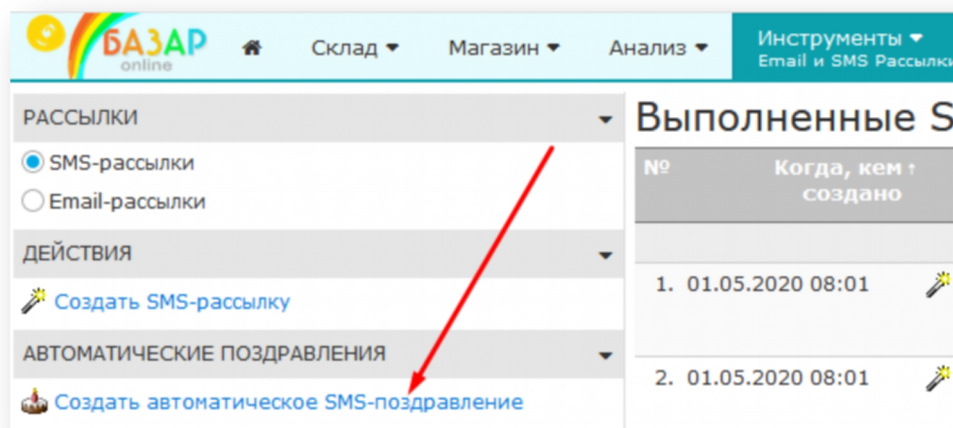 БАЗАР
online
Склад
Магазин
Анализ
Инструменты
Email и SMS Рассылки
РАССЫЛКИ
SMS-рассылки
Email-рассылки
ДЕЙСТВИЯ
Создать SMS-рассылку
АВТОМАТИЧЕСКИЕ ПОЗДРАВЛЕНИЯ
Создать автоматическое SMS-поздравление
Выполненные S
№
Когда, кем ↑
создано
1. 01.05.2020 08:01
2. 01.05.2020 08:01